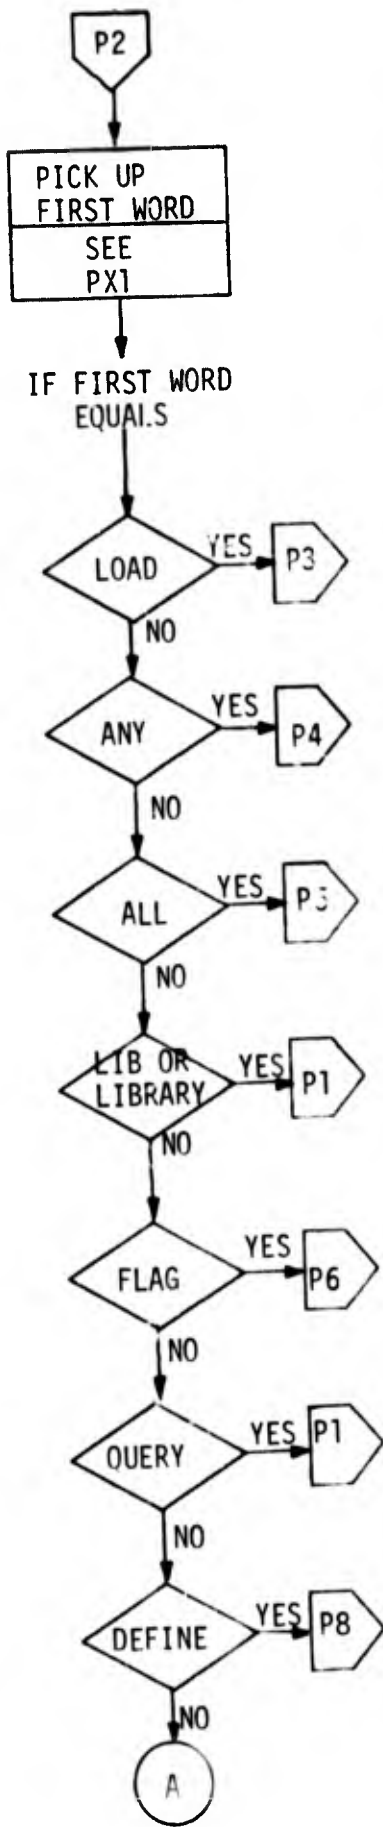 P2
PICK UP
FIRST WORD
SEE
PX1
IF FIRST WORD
EQUALS
LOAD
YES
P3
NO
ANY
YES
P4
NO
ALL
YES
NO
LIB OR
LIBRARY
YES
P1
NO
FLAG
YES
P6
NO
QUERY
YES
P1
NO
DEFINE
YES
P8
NO
A